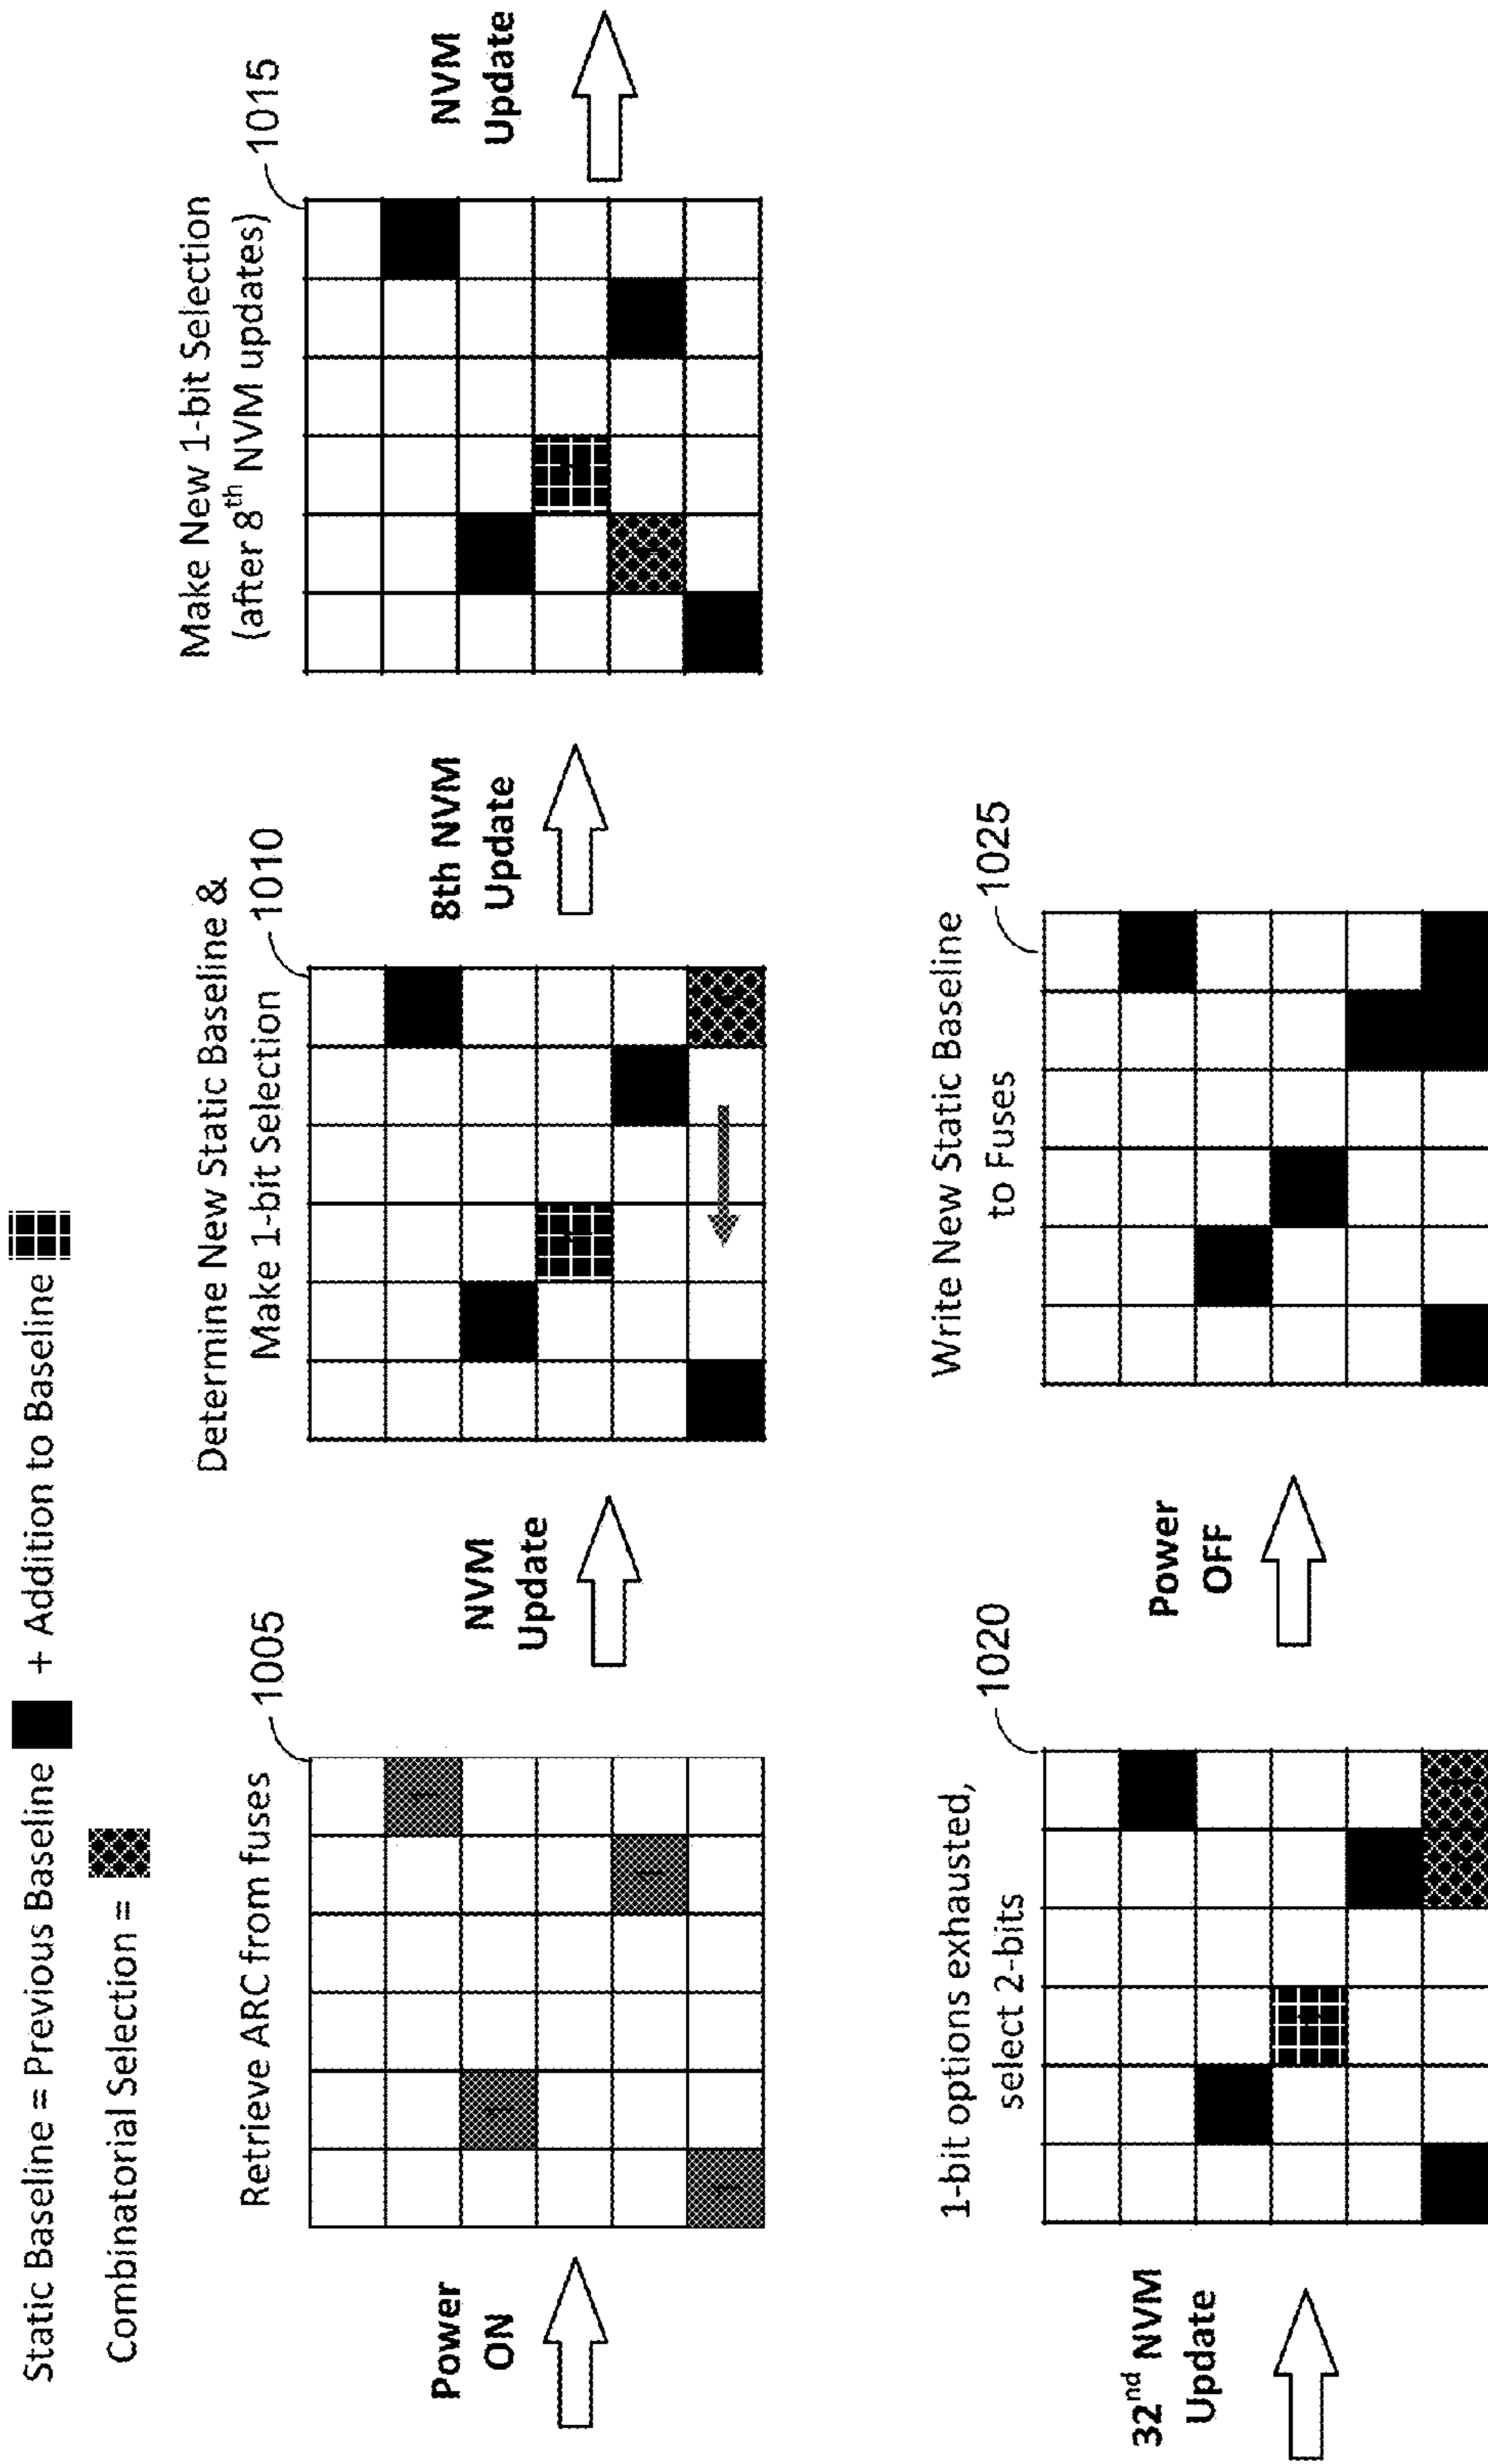 Static Baseline = Previous Baseline + Addition to Baseline
Combinatorial Selection =
Power
ON
Retrieve ARC from fuses
1005
NVM
Update
Determine New Static Baseline &
Make 1-bit Selection
1010
8th NVM
Update
Make New 1-bit Selection
(after 8th NVM updates)
1015
NVM
Update
32nd NVM
Update
1-bit options exhausted,
select 2-bits
1020
Power
OFF
Write New Static Baseline
to Fuses
1025